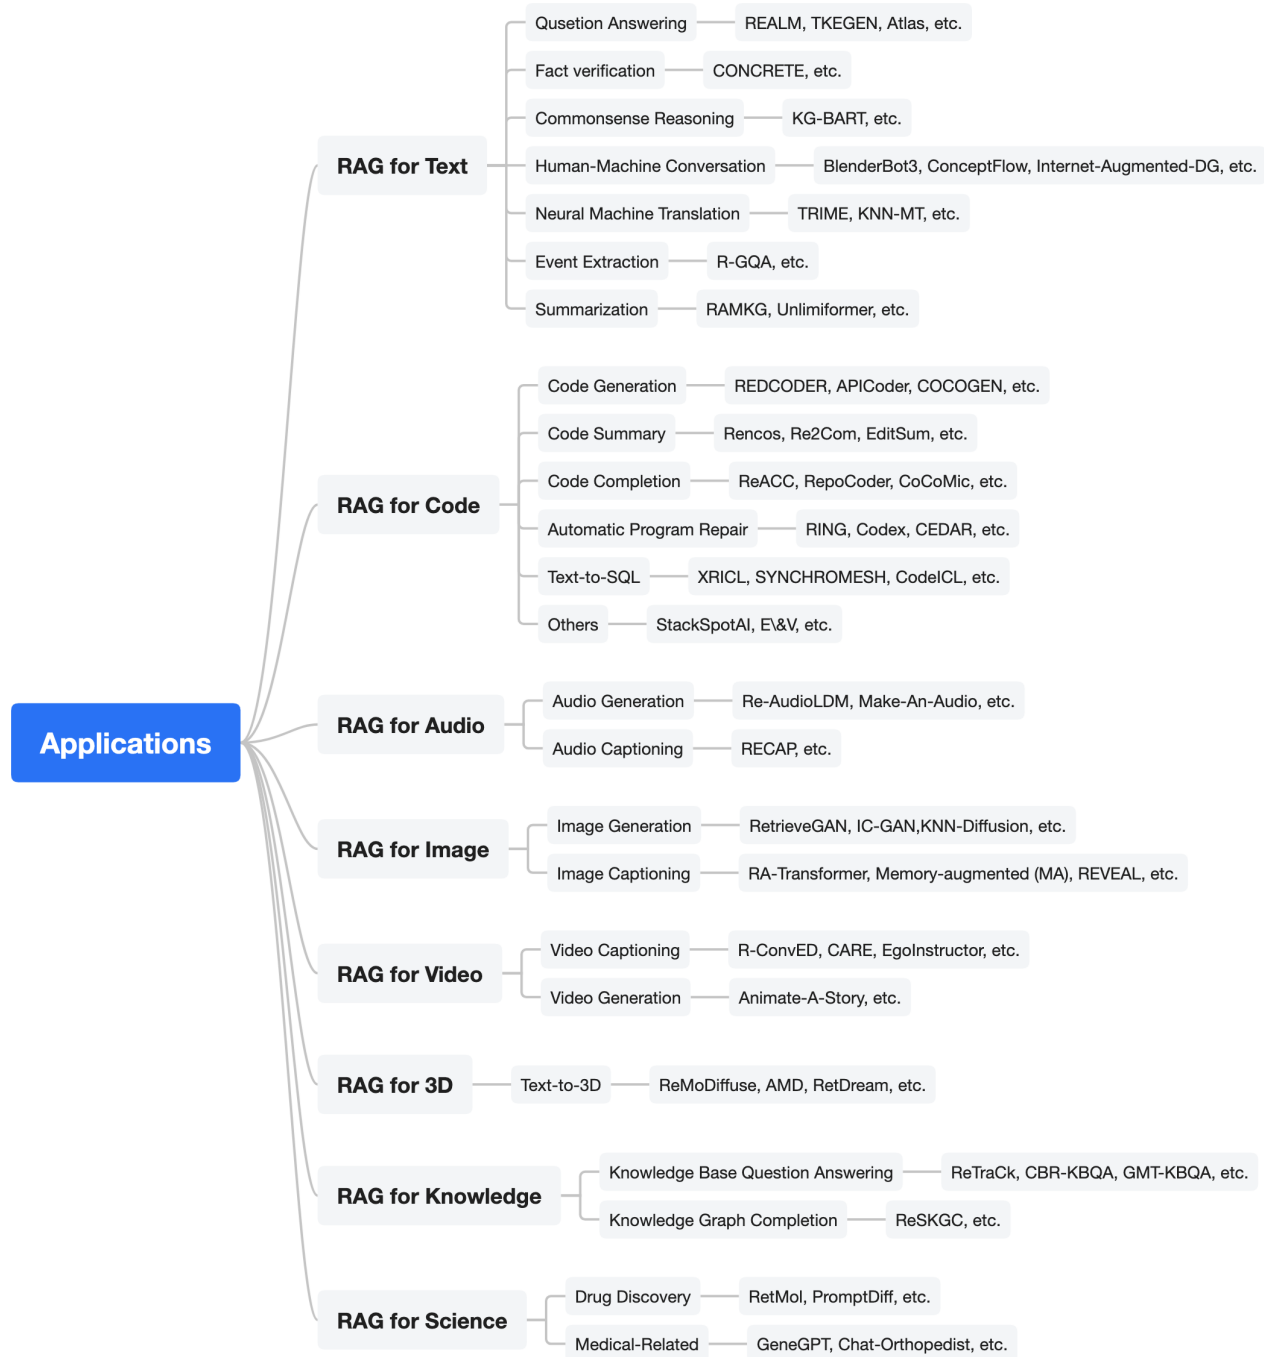 Applications
RAG for Text
Qusetion Answering
REALM, TKEGEN, Atlas, etc.
Fact verification
CONCRETE, etc.
Commonsense Reasoning
KG-BART, etc.
Human-Machine Conversation
BlenderBot3, ConceptFlow, Internet-Augmented-DG, etc.
Neural Machine Translation
TRIME, KNN-MT, etc.
Event Extraction
R-GQA, etc.
Summarization
RAMKG, Unlimiformer, etc.
RAG for Code
Code Generation
REDCODER, APICoder, COCOGEN, etc.
Code Summary
Rencos, Re2Com, EditSum, etc.
Code Completion
ReACC, RepoCoder, CoCoMic, etc.
Automatic Program Repair
RING, Codex, CEDAR, etc.
Text-to-SQL
XRICL, SYNCHROMESH, CodeICL, etc.
Others
StackSpotAI, E\&V, etc.
RAG for Audio
Audio Generation
Re-AudioLDM, Make-An-Audio, etc.
Audio Captioning
RECAP, etc.
RAG for Image
Image Generation
RetrieveGAN, IC-GAN,KNN-Diffusion, etc.
Image Captioning
RA-Transformer, Memory-augmented (MA), REVEAL, etc.
RAG for Video
Video Captioning
R-ConvED, CARE, EgoInstructor, etc.
Video Generation
Animate-A-Story, etc.
RAG for 3D
Text-to-3D
ReMoDiffuse, AMD, RetDream, etc.
RAG for Knowledge
Knowledge Base Question Answering
ReTraCk, CBR-KBQA, GMT-KBQA, etc.
Knowledge Graph Completion
ReSKGC, etc.
RAG for Science
Drug Discovery
RetMol, PromptDiff, etc.
Medical-Related
GeneGPT, Chat-Orthopedist, etc.